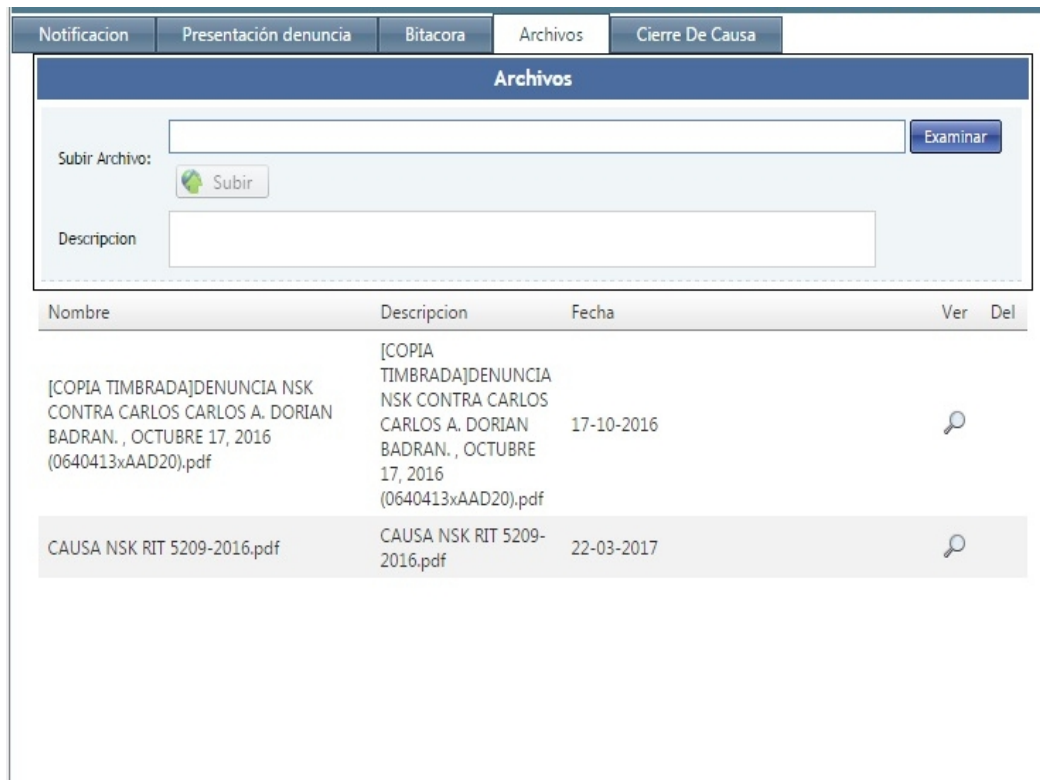 Notificacion Presentación denuncia Bitacora Archivos Cierre De Causa
Archivos
Subir Archivo:
Examinar
Subir
Descripcion
Nombre Descripcion Fecha Ver Del
[COPIA TIMBRADA]DENUNCIA NSK
CONTRA CARLOS CARLOS A. DORIAN
BADRAN. , OCTUBRE 17, 2016
(0640413xAAD20).pdf
[COPIA
TIMBRADA]DENUNCIA
NSK CONTRA CARLOS
CARLOS A. DORIAN
BADRAN. , OCTUBRE
17, 2016
(0640413xAAD20).pdf
17-10-2016
CAUSA NSK RIT 5209-2016.pdf
CAUSA NSK RIT 5209-
2016.pdf
22-03-2017